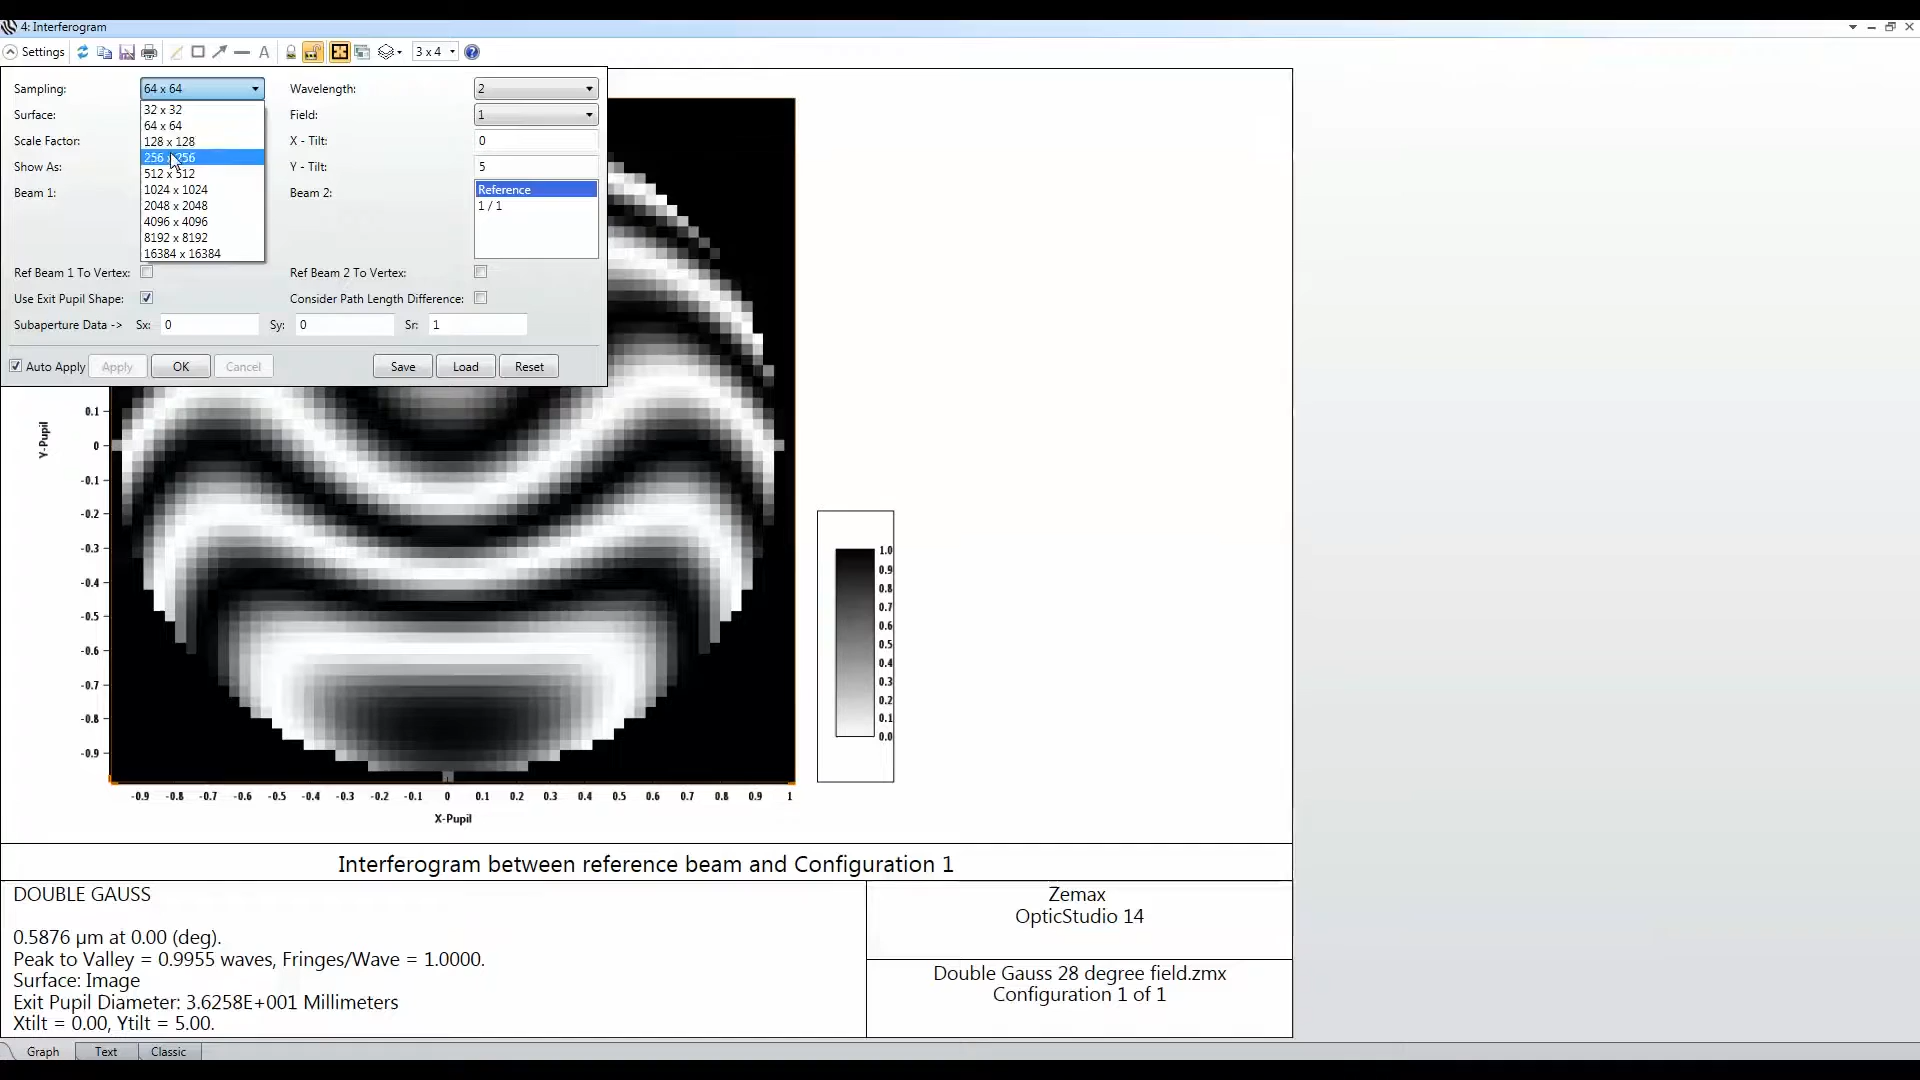 4: Interferogram
Settings
A
3 x 4
Sampling:
64 x 64
Wavelength:
2
32 x 32
64 x 64
128 x 128
256 x 256
512 x 512
1024 x 1024
2048 x 2048
4096 x 4096
8192 x 8192
16384 x 16384
Surface:
Field:
1
Scale Factor:
X - Tilt:
0
Show As:
Y - Tilt:
5
Beam 1:
Beam 2:
Reference
1 / 1
Ref Beam 1 To Vertex:
Ref Beam 2 To Vertex:
Use Exit Pupil Shape:
Consider Path Length Difference:
Subaperture Data -> Sx: 0 Sy: 0 Sr: 1
Auto Apply Apply OK Cancel Save Load Reset
0.1
0
-0.1
-0.2
-0.3
-0.4
-0.5
-0.6
-0.7
-0.8
-0.9
Y-Pupil
-0.9 -0.8 -0.7 -0.6 -0.5 -0.4 -0.3 -0.2 -0.1 0 0.1 0.2 0.3 0.4 0.5 0.6 0.7 0.8 0.9 1
X-Pupil
1.0
0.9
0.8
0.7
0.6
0.5
0.4
0.3
0.2
0.1
0.0
Interferogram between reference beam and Configuration 1
DOUBLE GAUSS
0.5876 µm at 0.00 (deg).
Peak to Valley = 0.9955 waves, Fringes/Wave = 1.0000.
Surface: Image
Exit Pupil Diameter: 3.6258E+001 Millimeters
Xtilt = 0.00, Ytilt = 5.00.
Zemax
OpticStudio 14
Double Gauss 28 degree field.zmx
Configuration 1 of 1
Graph Text Classic